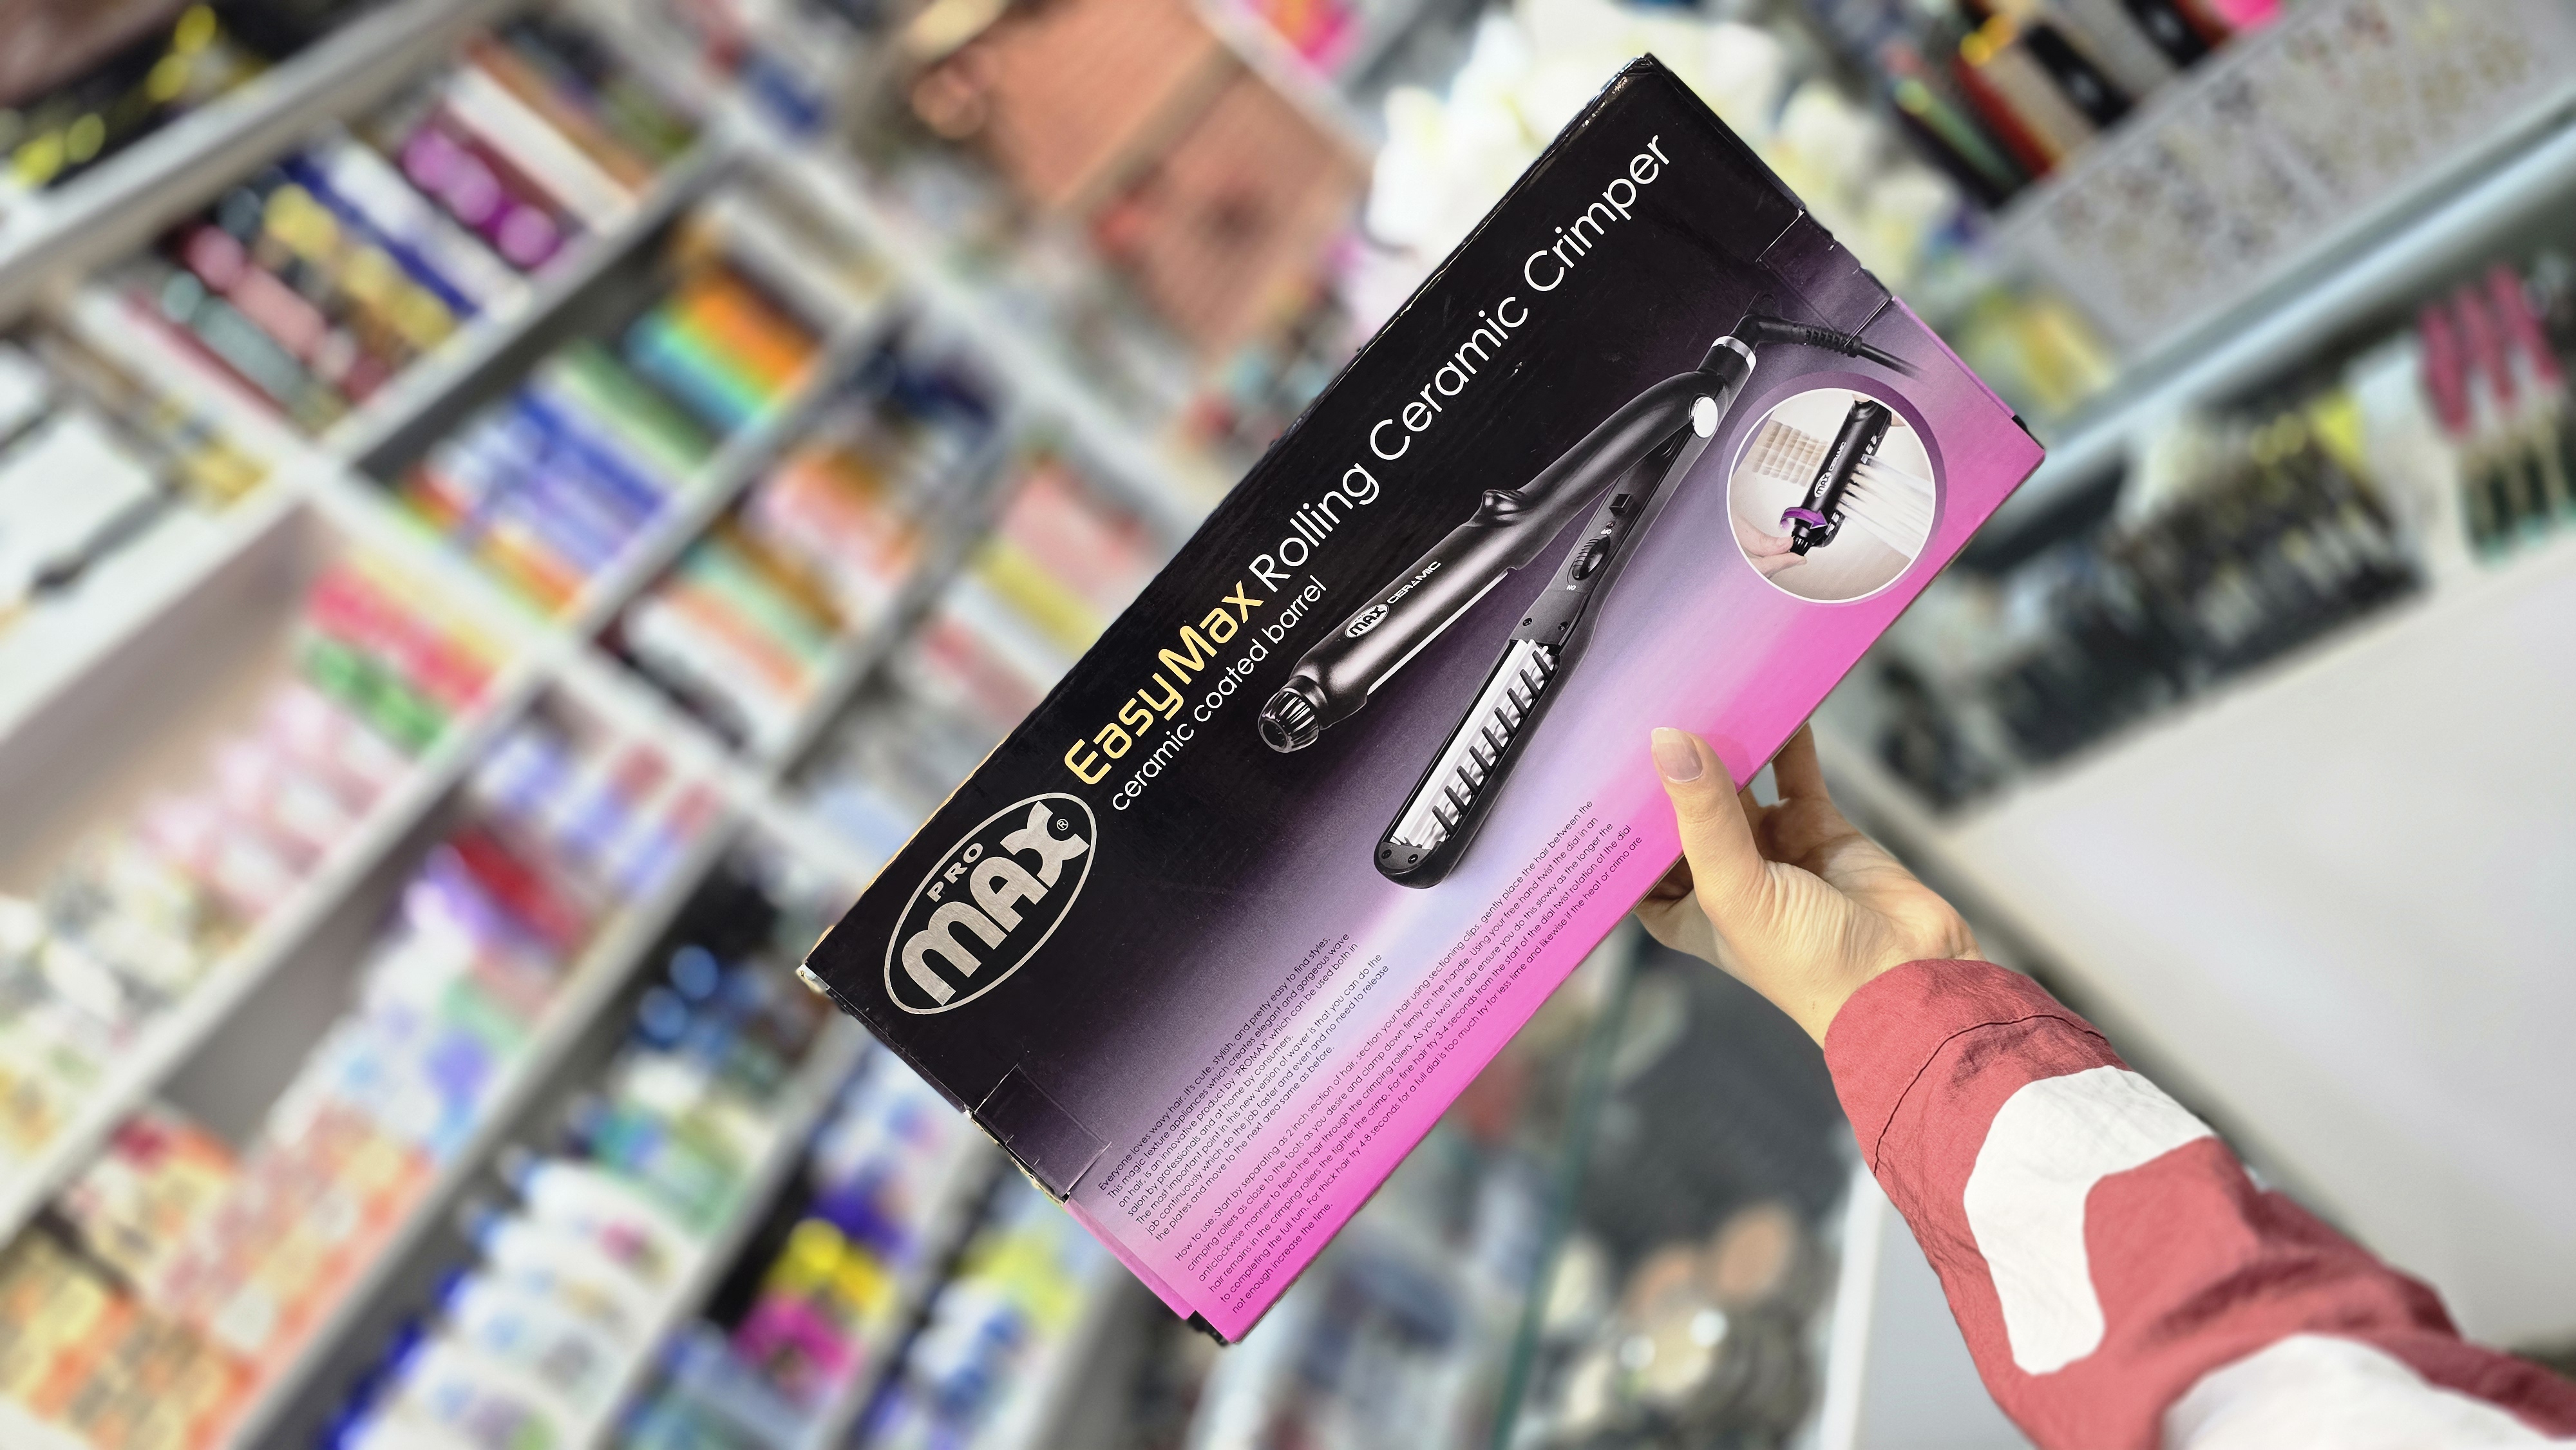 PRO
MAX®
EasyMax Rolling Ceramic Crimper
ceramic coated barrel
MAX CERAMIC
MAX CERAMIC
Everyone loves wavy hair. It's cute, stylish, and pretty easy to find styles.
This magic texture appliances which creates elegant and gorgeous wave
on hair, is an innovative product by "PROMAX" which can be used both in
salon by professionals and at home by consumers.
The most important point in this new version of waver is that you can do the
job continuously which do the job faster and even and no need to release
the plates and move to the next area same as before.
How to use: Start by separating as 2 inch section of hair, section your hair using sectioning clips, gently place the hair between the
crimping rollers as close to the roots as you desire and clamp down firmly on the handle. Using your free hand twist the dial in an
anticlockwise manner to feed the hair through the crimping rollers. As you twist the dial ensure you do this slowly as the longer the
hair remains in the crimping rollers the tighter the crimp. For fine hair try 3-4 seconds from the start of the dial twist rotation of the dial
to completing the full turn. For thick hair try 4-8 seconds for a full dial is too much try for less time and likewise if the heat or crimp are
not enough increase the time.